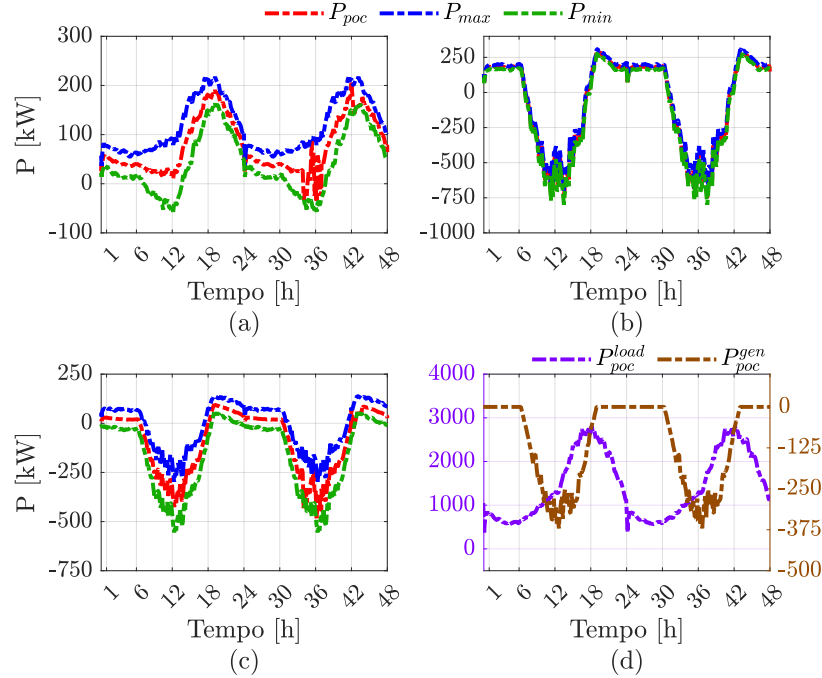 P_poc P_max P_min
300
200
100
0
-100
P [kW]
1 6 12 18 24 30 36 42 48
Tempo [h]
(a)
250
0
-250
-500
-750
-1000
1 6 12 18 24 30 36 42 48
Tempo [h]
(b)
250
0
-250
-500
-750
P [kW]
1 6 12 18 24 30 36 42 48
Tempo [h]
(c)
P_poc^load P_poc^gen
4000
3000
2000
1000
0
0
-125
-250
-375
-500
1 6 12 18 24 30 36 42 48
Tempo [h]
(d)